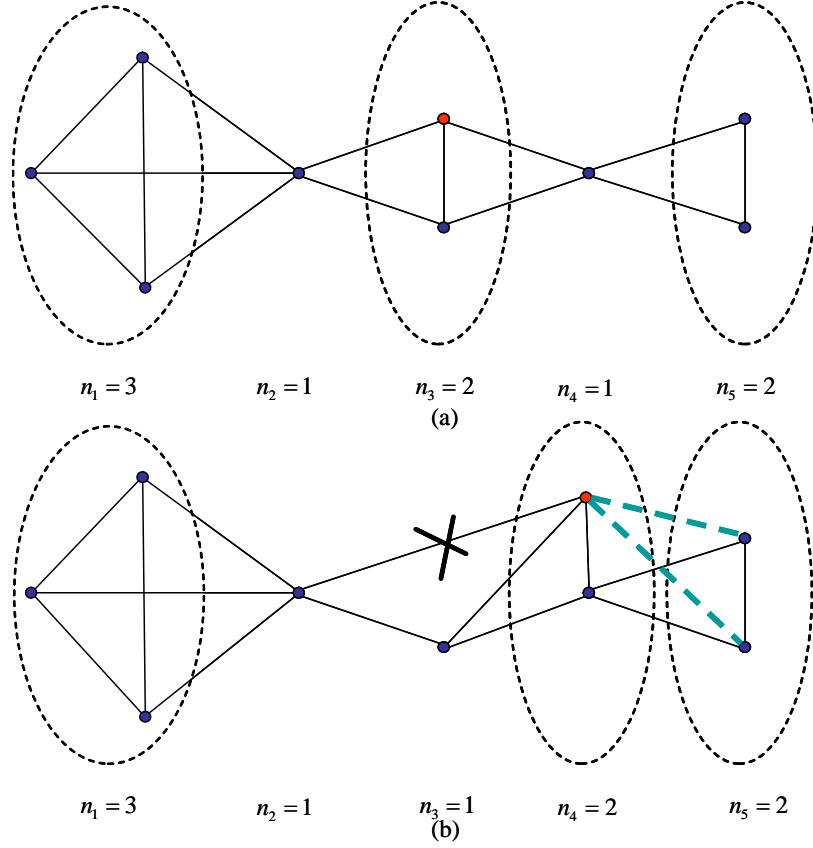 n₁ = 3 n₂ = 1 n₃ = 2 n₄ = 1 n₅ = 2
(a)
n₁ = 3 n₂ = 1 n₃ = 1 n₄ = 2 n₅ = 2
(b)